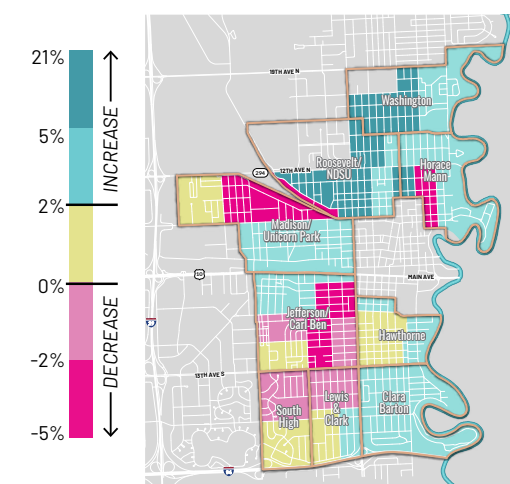 21%
5%
2%
0%
-2%
-5%
INCREASE
DECREASE
19TH AVE N
Washington
Roosevelt/
NDSU
Horace
Mann
294
12TH AVE N
Madison/
Unicorn Park
10
MAIN AVE
Jefferson/
Carl Ben
Hawthorne
13TH AVE S
South
High
Lewis
&
Clark
Clara
Barton